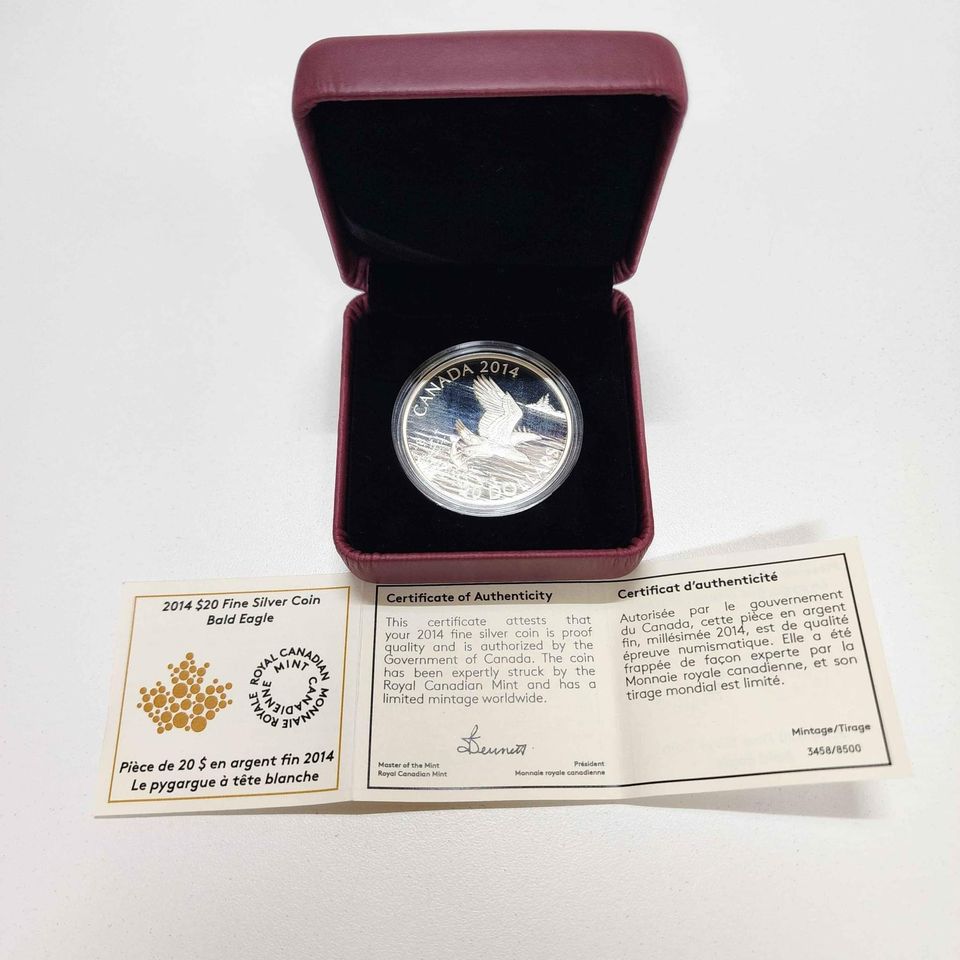 CANADA 2014
20 DOLLARS
2014 $20 Fine Silver Coin
Bald Eagle
ROYAL CANADIAN MINT
MONNAIE ROYALE CANADIENNE
Pièce de 20 $ en argent fin 2014
Le pygargue à tête blanche
Certificate of Authenticity
This certificate attests that
your 2014 fine silver coin is proof
quality and is authorized by the
Government of Canada. The coin
has been expertly struck by the
Royal Canadian Mint and has a
limited mintage worldwide.
Bennett
Master of the Mint
Royal Canadian Mint
Président
Monnaie royale canadienne
Certificat d'authenticité
Autorisée par le gouvernement
du Canada, cette pièce en argent
fin, millésimée 2014, est de qualité
épreuve numismatique. Elle a été
frappée de façon experte par la
Monnaie royale canadienne, et son
tirage mondial est limité.
Mintage/Tirage
3458/8500